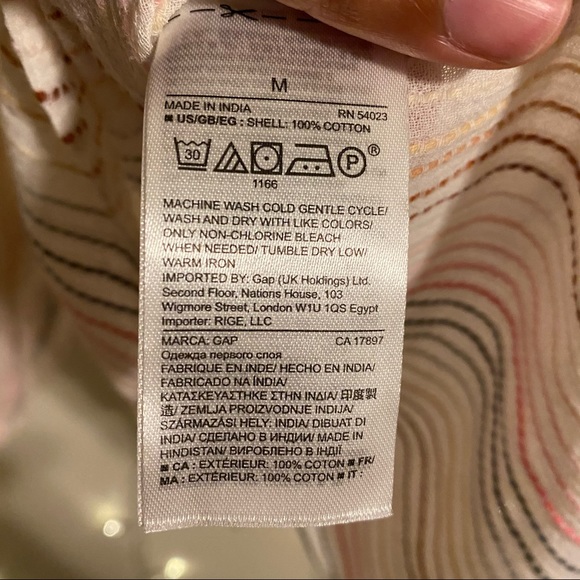 M
MADE IN INDIA RN 54023
■ US/GB/EG : SHELL: 100% COTTON
30 P ®
1166
MACHINE WASH COLD GENTLE CYCLE/
WASH AND DRY WITH LIKE COLORS/
ONLY NON-CHLORINE BLEACH
WHEN NEEDED/ TUMBLE DRY LOW/
WARM IRON
IMPORTED BY: Gap (UK Holdings) Ltd.
Second Floor, Nations House, 103
Wigmore Street, London W1U 1QS Egypt
Importer: RIGE, LLC
MARCA: GAP CA 17897
Одежда первого слоя
FABRIQUE EN INDE/ HECHO EN INDIA/
FABRICADO NA ÍNDIA/
ΚΑΤΑΣΚΕΥΑΣΤΗΚΕ ΣΤΗΝ ΙΝΔΙΑ/ 印度製
造/ ZEMLJA PROIZVODNJE INDIJA/
SZÁRMAZÁSI HELY: INDIA/ DIBUAT DI
INDIA/ СДЕЛАНО В ИНДИИ/ MADE IN
HINDISTAN/ ВИРОБЛЕНО В ІНДІЇ
■ CA : EXTÉRIEUR: 100% COTON ■ FR/
MA : EXTÉRIEUR: 100% COTON ■ IT :